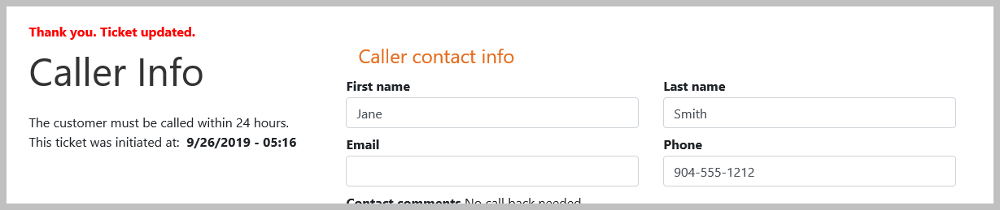 Thank you. Ticket updated.
Caller Info
The customer must be called within 24 hours.
This ticket was initiated at: 9/26/2019 - 05:16
Caller contact info
First name
Last name
Jane
Smith
Email
Phone
904-555-1212
Contact comments No call back needed